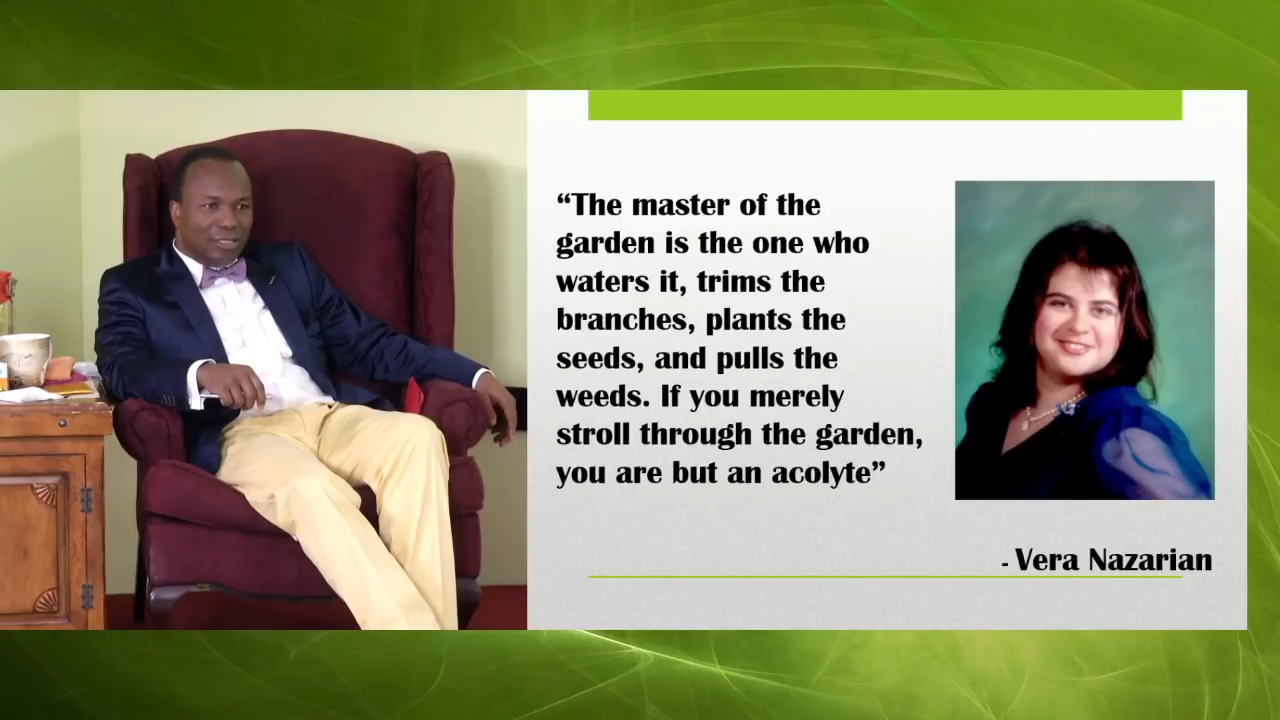 “The master of the
garden is the one who
waters it, trims the
branches, plants the
seeds, and pulls the
weeds. If you merely
stroll through the garden,
you are but an acolyte”
- Vera Nazarian